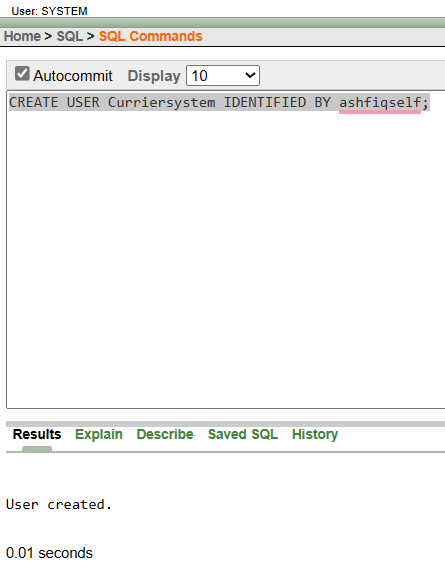 User: SYSTEM
Home > SQL > SQL Commands
Autocommit Display 10
CREATE USER Curriersystem IDENTIFIED BY ashfiqself;
Results Explain Describe Saved SQL History
User created.
0.01 seconds